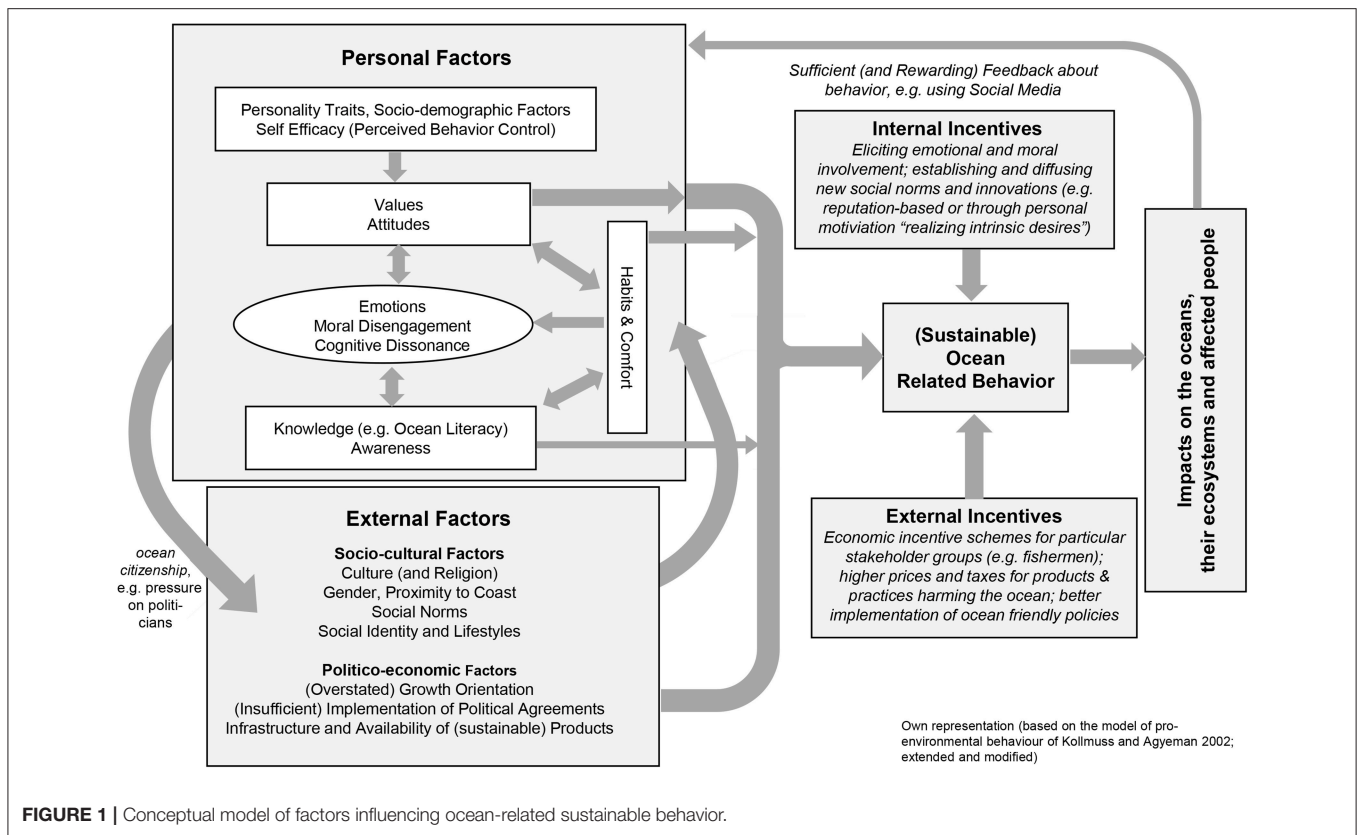 Personal Factors
Personality Traits, Socio-demographic Factors
Self Efficacy (Perceived Behavior Control)
Values
Attitudes
Emotions
Moral Disengagement
Cognitive Dissonance
Habits & Comfort
Knowledge (e.g. Ocean Literacy)
Awareness
ocean
citizenship,
e.g. pressure
on politi-
cians
External Factors
Socio-cultural Factors
Culture (and Religion)
Gender, Proximity to Coast
Social Norms
Social Identity and Lifestyles
Politico-economic Factors
(Overstated) Growth Orientation
(Insufficient) Implementation of Political Agreements
Infrastructure and Availability of (sustainable) Products
Sufficient (and Rewarding) Feedback about
behavior, e.g. using Social Media
Internal Incentives
Eliciting emotional and moral
involvement; establishing and diffusing
new social norms and innovations (e.g.
reputation-based or through personal
motiviation “realizing intrinsic desires”)
(Sustainable)
Ocean
Related Behavior
External Incentives
Economic incentive schemes for particular
stakeholder groups (e.g. fishermen);
higher prices and taxes for products &
practices harming the ocean; better
implementation of ocean friendly policies
Impacts on the oceans,
their ecosystems and affected people
Own representation (based on the model of pro-
environmental behaviour of Kollmuss and Agyeman 2002;
extended and modified)
FIGURE 1 | Conceptual model of factors influencing ocean-related sustainable behavior.